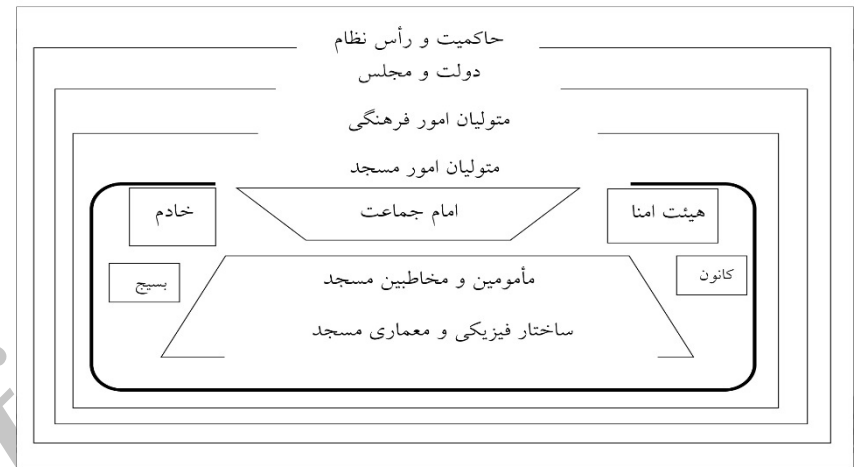 حاکمیت و رأس نظام
دولت و مجلس
متولیان امور فرهنگی
متولیان امور مسجد
هیئت امنا
امام جماعت
خادم
کانون
مأمومین و مخاطبین مسجد
بسیج
ساختار فیزیکی و معماری مسجد